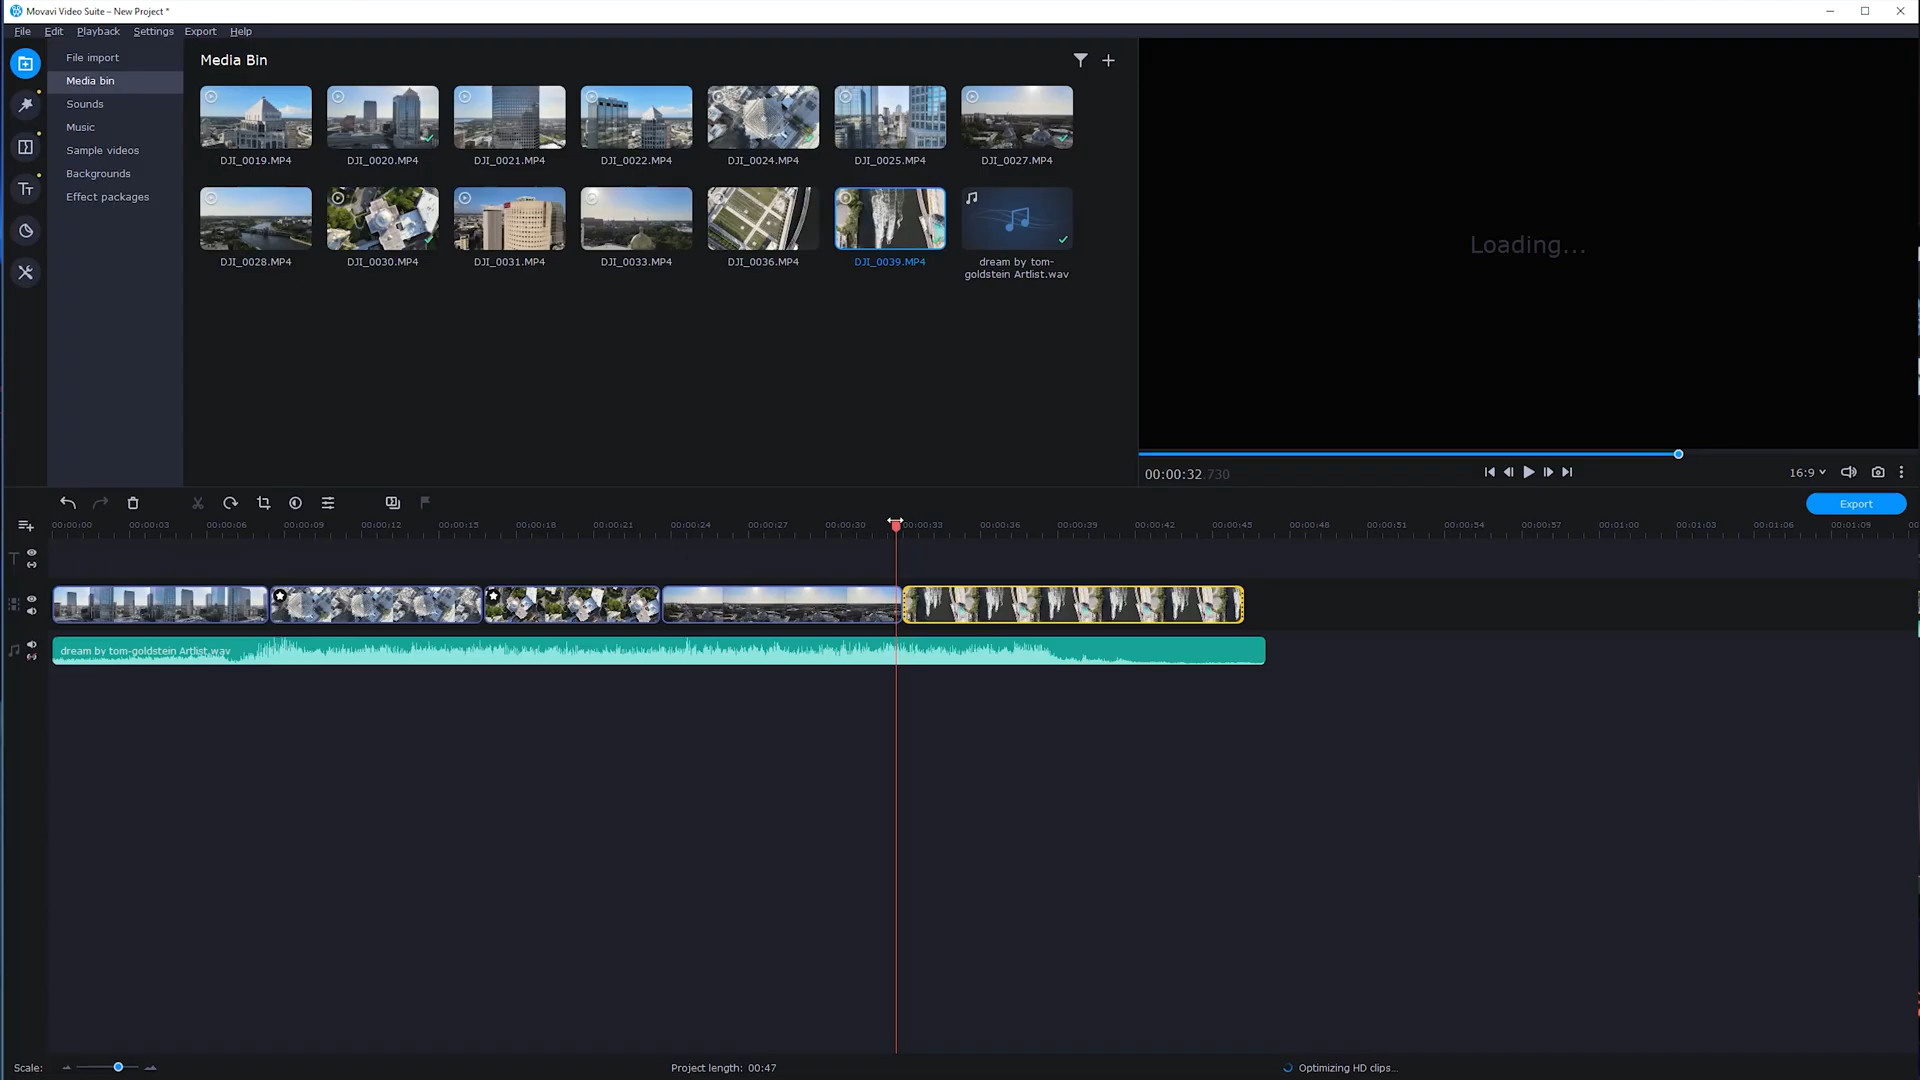 Movavi Video Suite – New Project *
File Edit Playback Settings Export Help
File import
Media bin
Sounds
Music
Sample videos
Backgrounds
Effect packages
Media Bin
DJI_0019.MP4 DJI_0020.MP4 DJI_0021.MP4 DJI_0022.MP4 DJI_0024.MP4 DJI_0025.MP4 DJI_0027.MP4
DJI_0028.MP4 DJI_0030.MP4 DJI_0031.MP4 DJI_0033.MP4 DJI_0036.MP4 DJI_0039.MP4 dream by tom-
goldstein Artlist.wav
Loading...
00:00:32.730
16:9
Export
00:00:00 00:00:03 00:00:06 00:00:09 00:00:12 00:00:15 00:00:18 00:00:21 00:00:24 00:00:27 00:00:30 00:00:33 00:00:36 00:00:39 00:00:42 00:00:45 00:00:48 00:00:51 00:00:54 00:00:57 00:01:00 00:01:03 00:01:06 00:01:09
dream by tom-goldstein Artlist.wav
Scale:
Project length: 00:47
Optimizing HD clips...